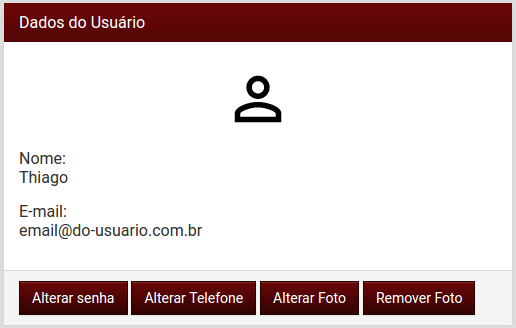 Dados do Usuário
Nome:
Thiago
E-mail:
email@do-usuario.com.br
Alterar senha
Alterar Telefone
Alterar Foto
Remover Foto